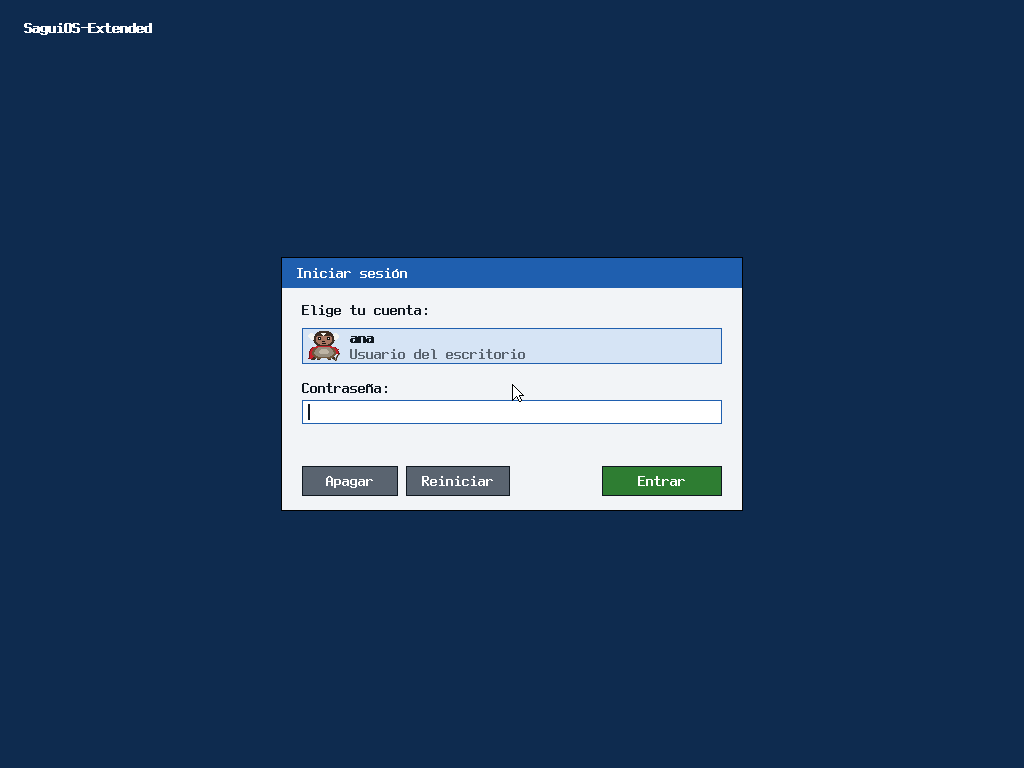 SaguiOS-Extended
Iniciar sesión
Elige tu cuenta:
ana
Usuario del escritorio
Contraseña:
Apagar Reiniciar Entrar